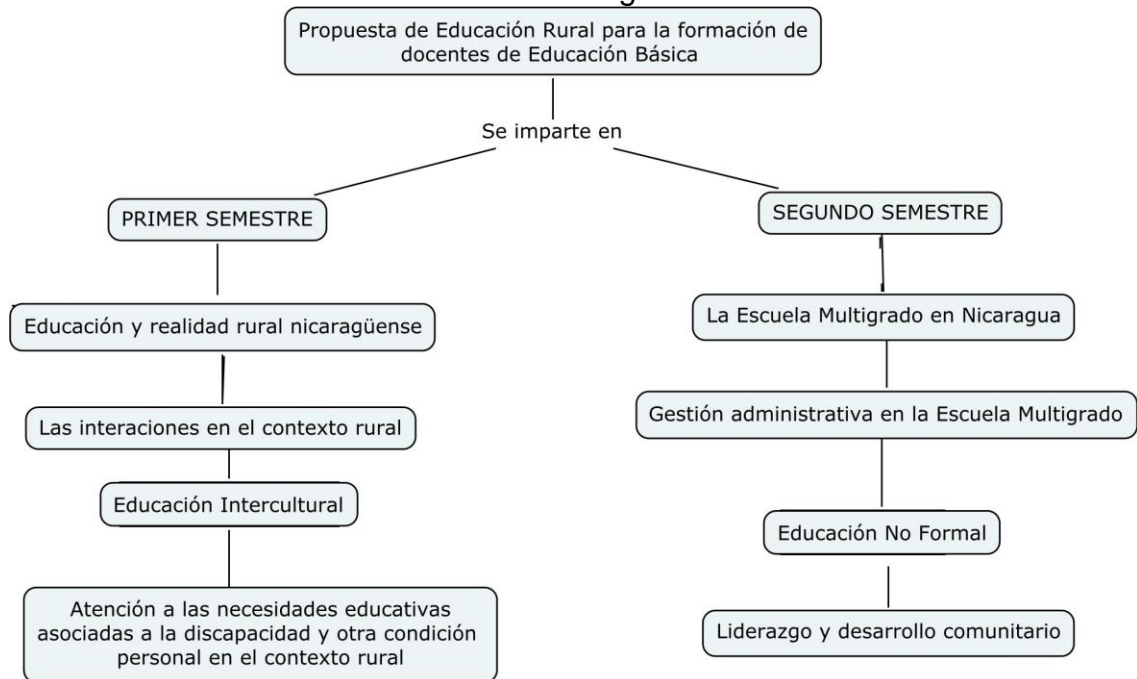 Propuesta de Educación Rural para la formación de
docentes de Educación Básica
Se imparte en
PRIMER SEMESTRE
Educación y realidad rural nicaragüense
Las interaciones en el contexto rural
Educación Intercultural
Atención a las necesidades educativas
asociadas a la discapacidad y otra condición
personal en el contexto rural
SEGUNDO SEMESTRE
La Escuela Multigrado en Nicaragua
Gestión administrativa en la Escuela Multigrado
Educación No Formal
Liderazgo y desarrollo comunitario